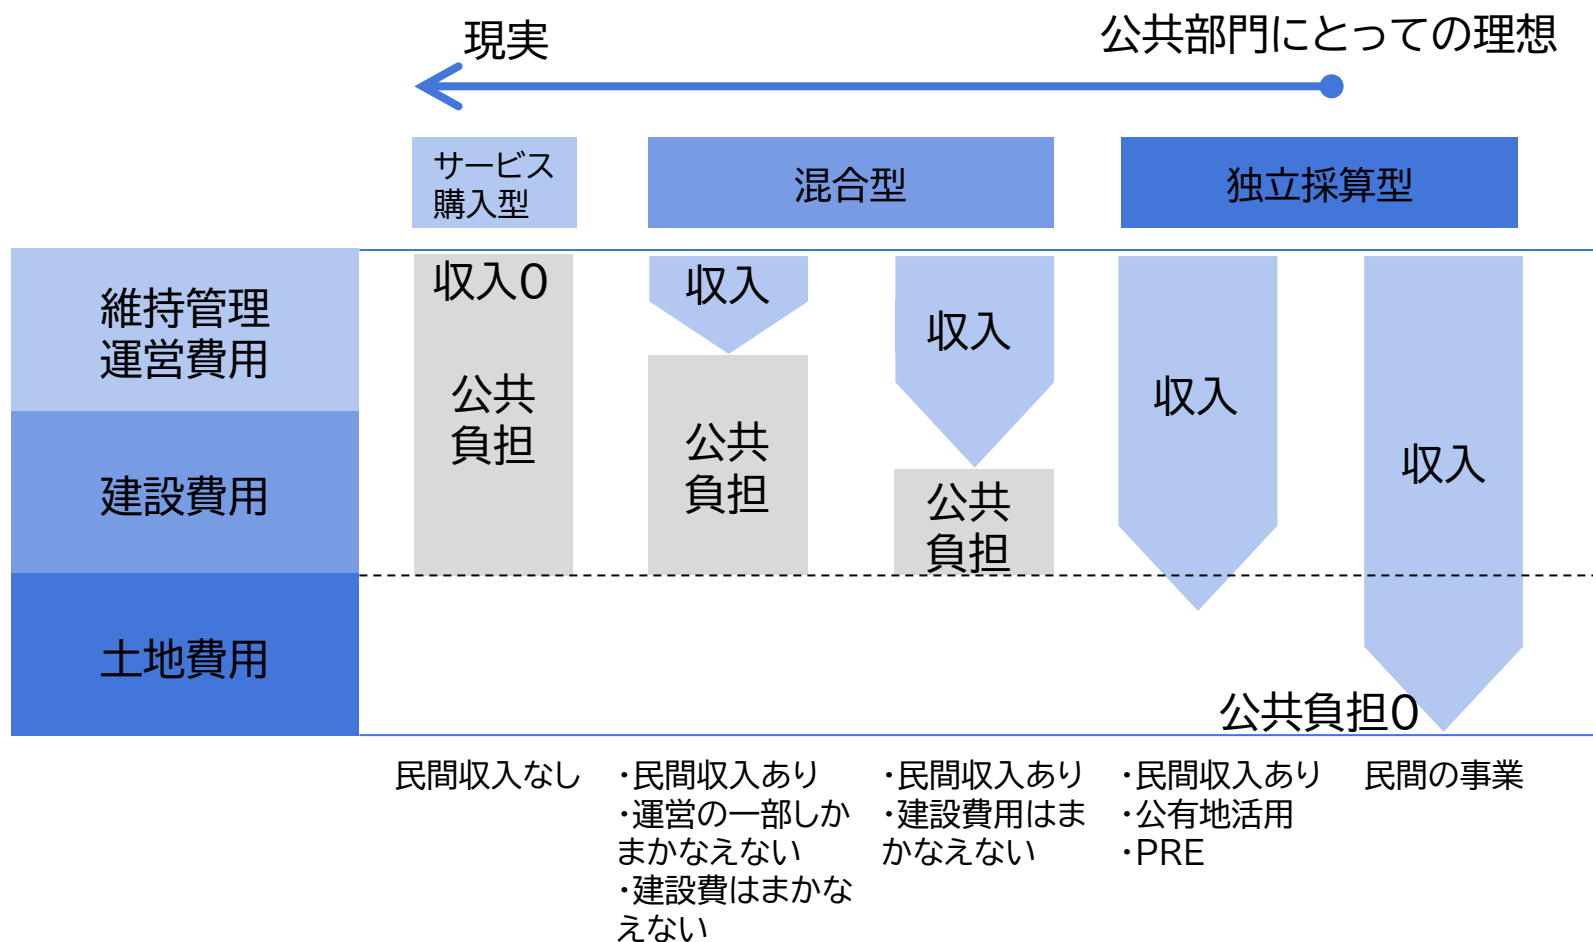 現実
公共部門にとっての理想
サービス
購入型
混合型
独立採算型
維持管理
運営費用
建設費用
土地費用
収入0
公共
負担
収入
公共
負担
収入
公共
負担
収入
収入
公共負担0
民間収入なし
・民間収入あり
・運営の一部しか
まかなえない
・建設費はまかな
えない
・民間収入あり
・建設費用はま
かなえない
・民間収入あり
・公有地活用
・PRE
民間の事業